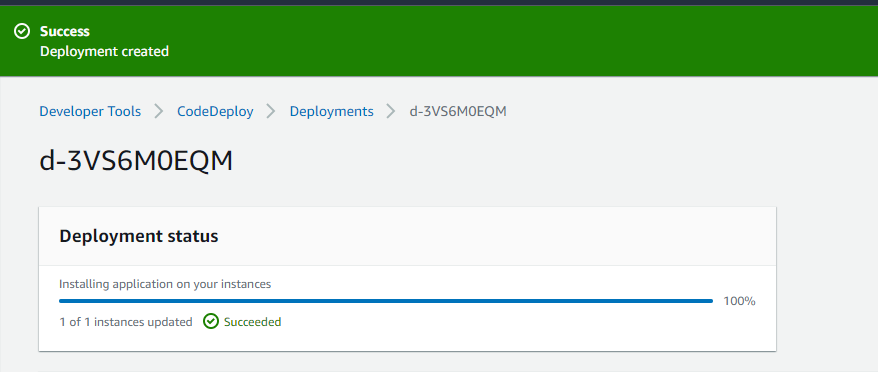 Success
Deployment created
Developer Tools > CodeDeploy > Deployments > d-3VS6M0EQM
d-3VS6M0EQM
Deployment status
Installing application on your instances
100%
1 of 1 instances updated Succeeded